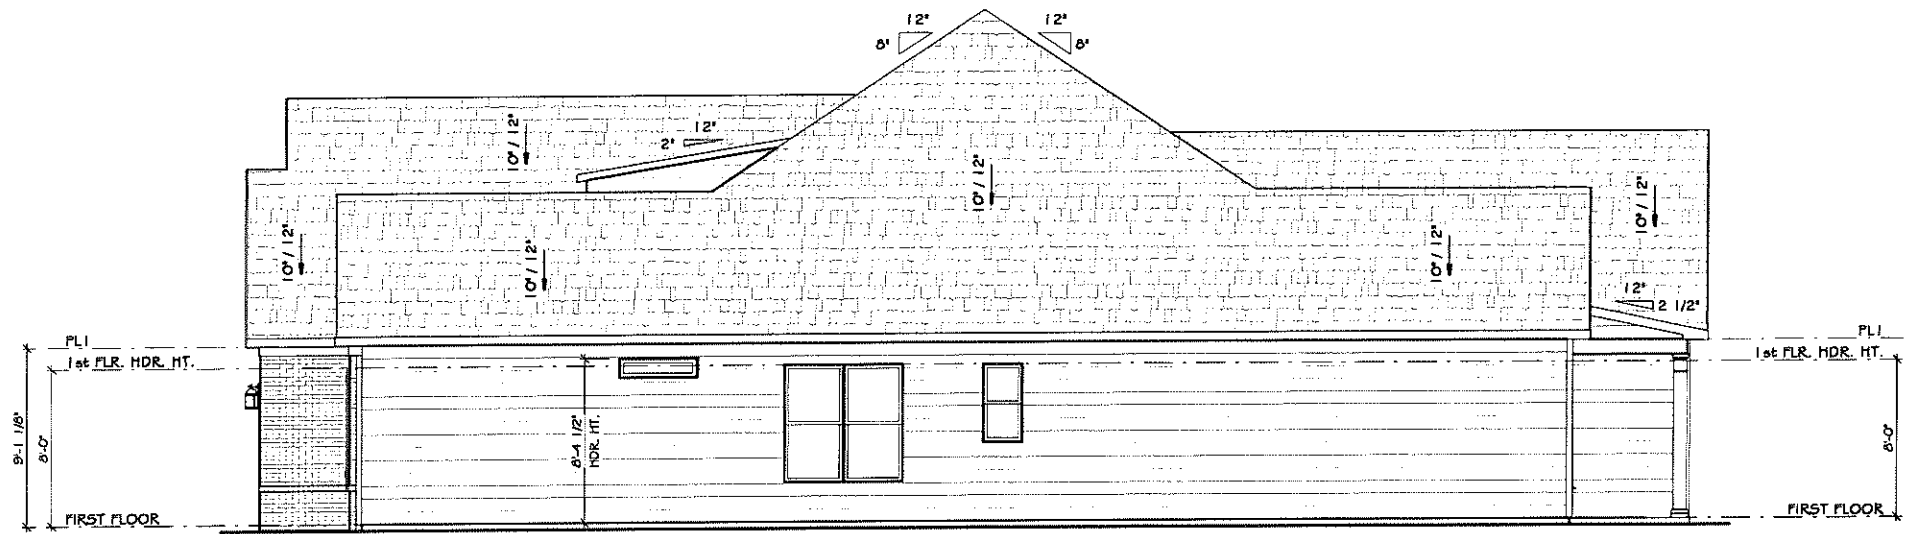 12" 12"
8" 8"
12"
2"
10" / 12"
10" / 12"
10" / 12"
10" / 12"
10" / 12"
10" / 12"
12"
2 1/2"
PL1
1st FLR. HDR. HT.
PL1
1st FLR. HDR. HT.
9'-1 1/8"
8'-0"
8'-4 1/2"
HDR. HT.
8'-0"
FIRST FLOOR
FIRST FLOOR